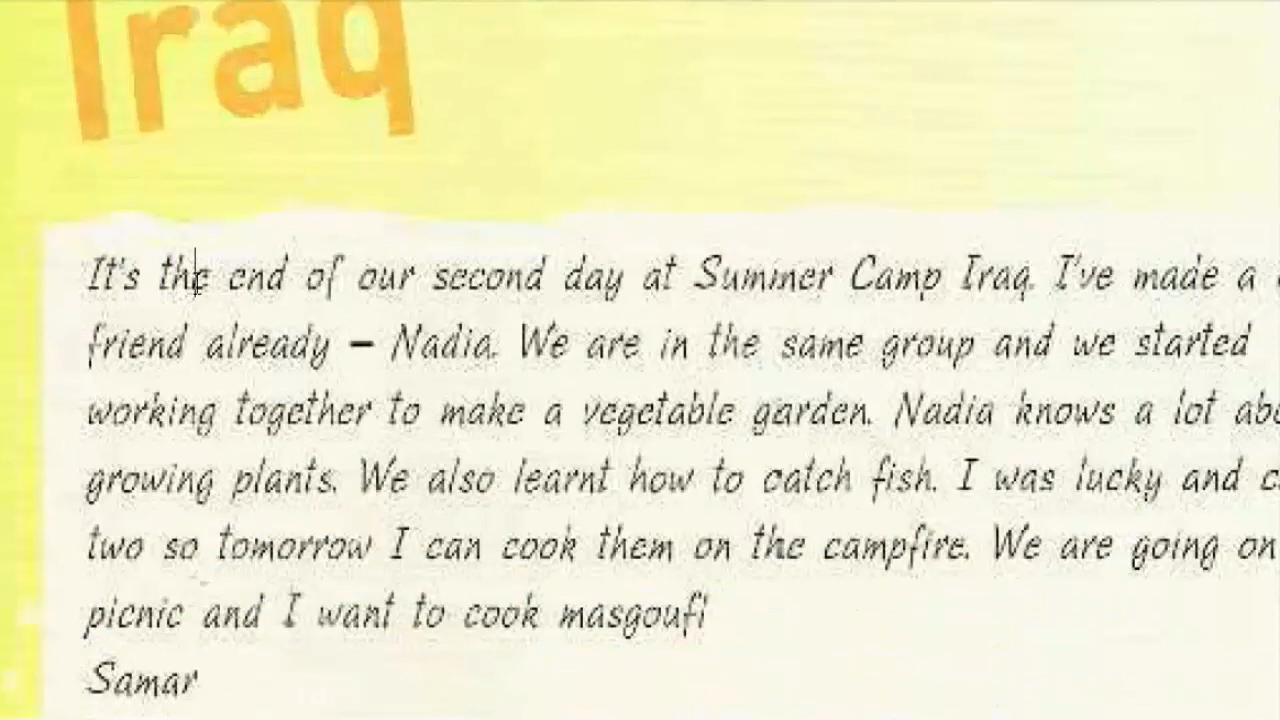 Iraq
It's the end of our second day at Summer Camp Iraq. I've made a
friend already – Nadia. We are in the same group and we started
working together to make a vegetable garden. Nadia knows a lot
growing plants. We also learnt how to catch fish. I was lucky and
two so tomorrow I can cook them on the campfire. We are going on
picnic and I want to cook masgouf!
Samar